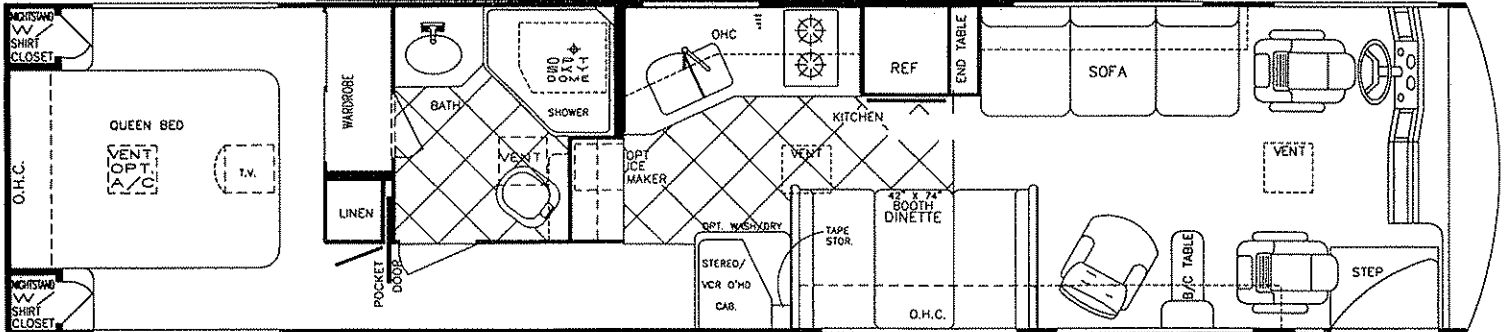 NIGHTSTAND
W/
SHIRT
CLOSET
O.H.C.
QUEEN BED
VENT
OPT.
A/C
T.V.
NIGHTSTAND
W/
SHIRT
CLOSET
WARDROBE
LINEN
POCKET
DOOR
BATH
SHOWER
VENT
OPT
ICE
MAKER
OHC
REF
END TABLE
KITCHEN
VENT
42" X 74"
BOOTH
DINETTE
OPT. WASH/DRY
TAPE
STOR.
STEREO/
VCR O'HD
CAB.
O.H.C.
SOFA
VENT
B/C TABLE
STEP